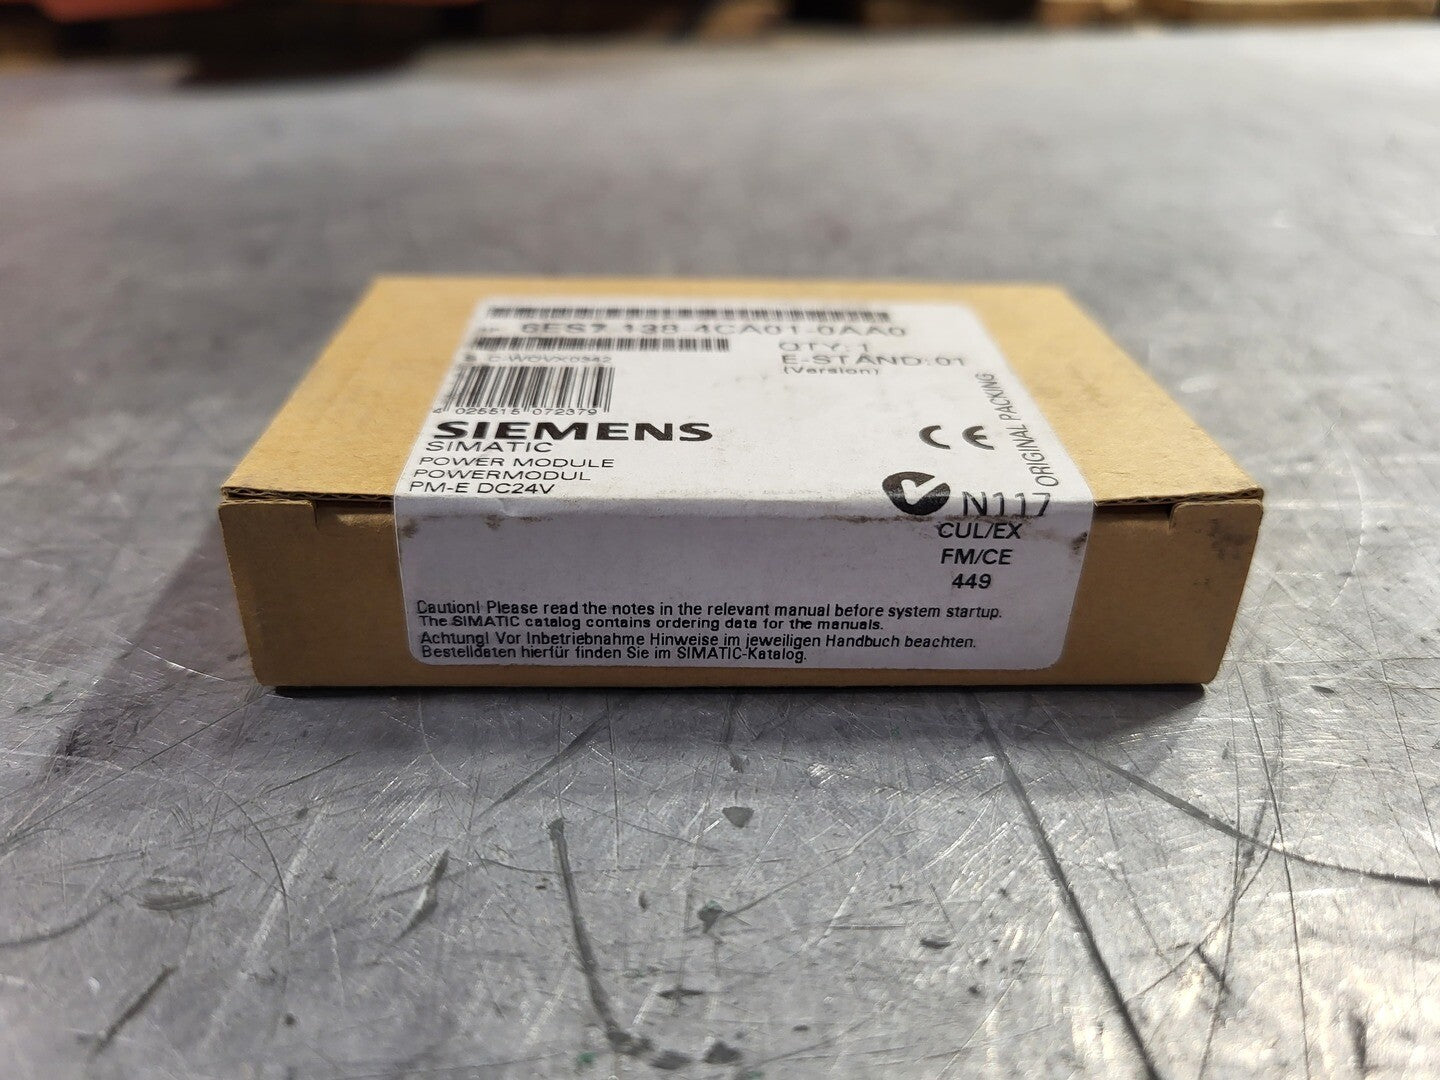 6ES7 138-4CA01-0AA0
QTY: 1
E-STAND: 01
(Version)
S C-WOVX0342
4 025515 072379
SIEMENS
SIMATIC
POWER MODULE
POWERMODUL
PM-E DC24V
CE
ORIGINAL PACKING
N117
CUL/EX
FM/CE
449
Caution! Please read the notes in the relevant manual before system startup.
The SIMATIC catalog contains ordering data for the manuals.
Achtung! Vor Inbetriebnahme Hinweise im jeweiligen Handbuch beachten.
Bestelldaten hierfür finden Sie im SIMATIC-Katalog.